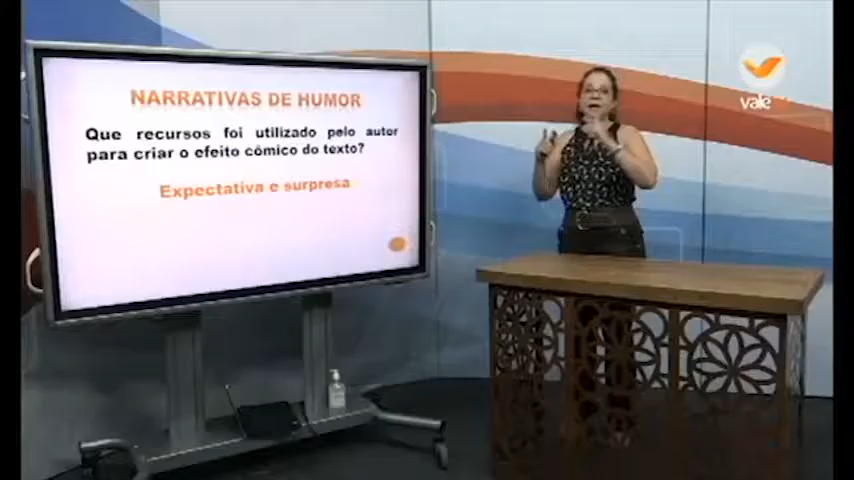 NARRATIVAS DE HUMOR
Que recursos foi utilizado pelo autor
para criar o efeito cômico do texto?
Expectativa e surpresa
vale